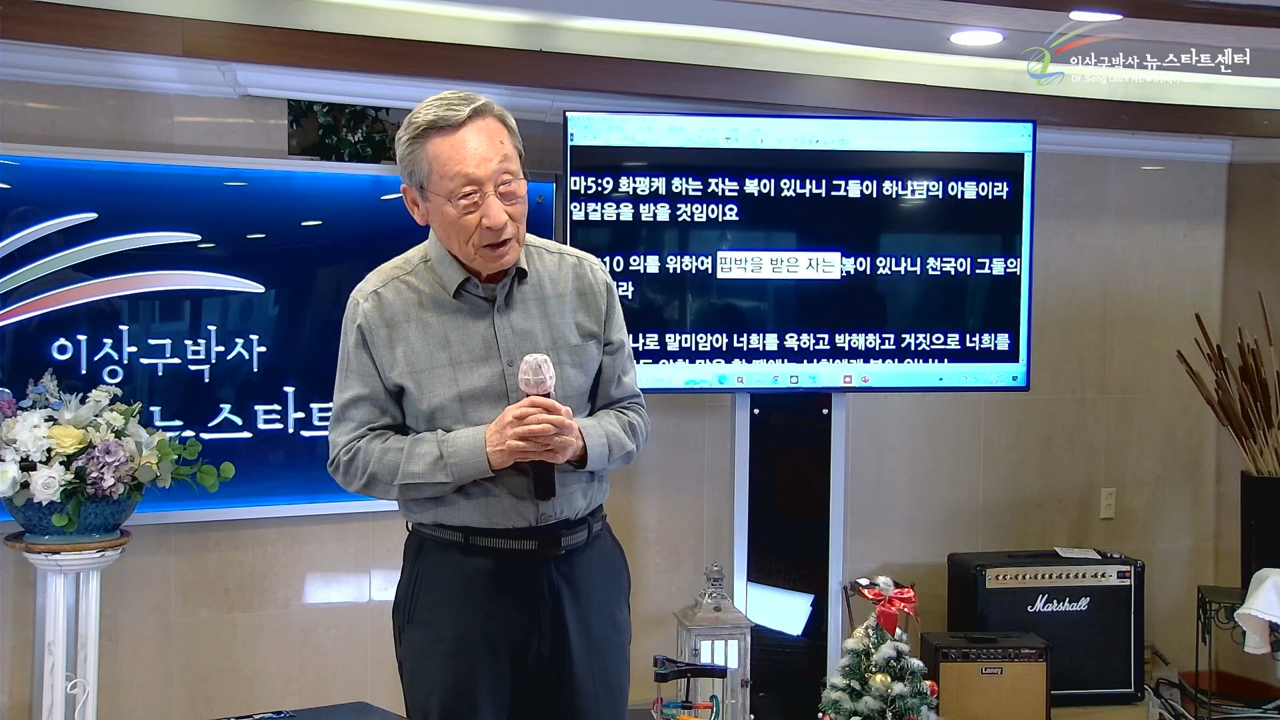 이상구박사 뉴스타트센터
마5:9 화평케 하는 자는 복이 있나니 그들이 하나님의 아들이라
일컬음을 받을 것임이요
10 의를 위하여 핍박을 받은 자는 복이 있나니 천국이 그들의
라
나로 말미암아 너희를 욕하고 박해하고 거짓으로 너희를
이상구박사
뉴스타트
Marshall
Laney